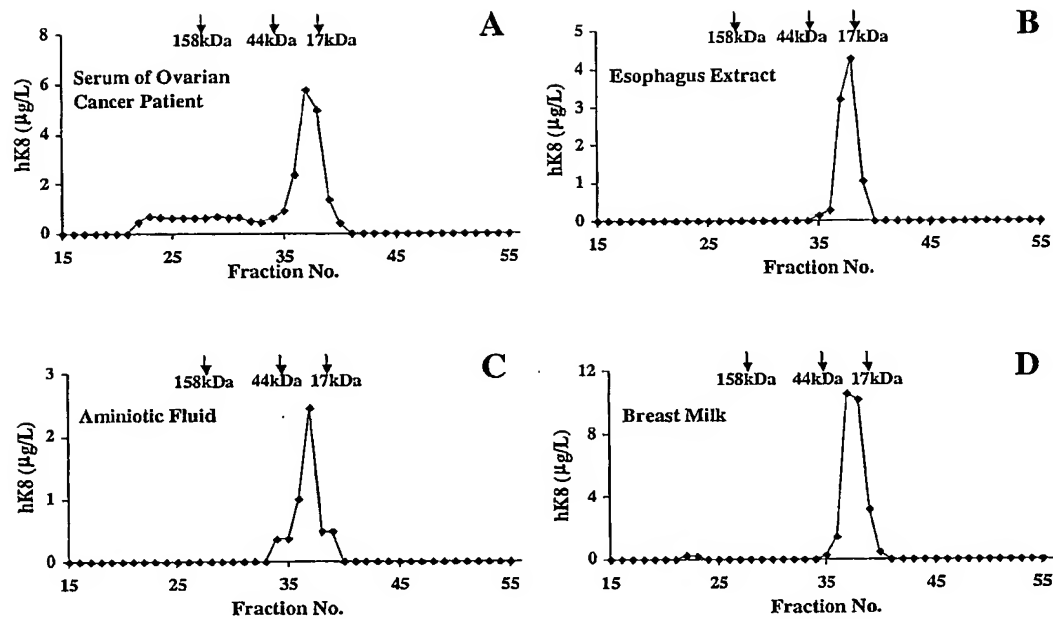 A
158kDa 44kDa 17kDa
8
6
4
2
0
hK8 (µg/L)
Serum of Ovarian
Cancer Patient
15 25 35 45 55
Fraction No.
B
158kDa 44kDa 17kDa
5
4
3
2
1
0
hK8 (µg/L)
Esophagus Extract
15 25 35 45 55
Fraction No.
C
158kDa 44kDa 17kDa
3
2
1
0
hK8 (µg/L)
Aminiotic Fluid
15 25 35 45 55
Fraction No.
D
158kDa 44kDa 17kDa
12
8
4
0
hK8 (µg/L)
Breast Milk
15 25 35 45 55
Fraction No.